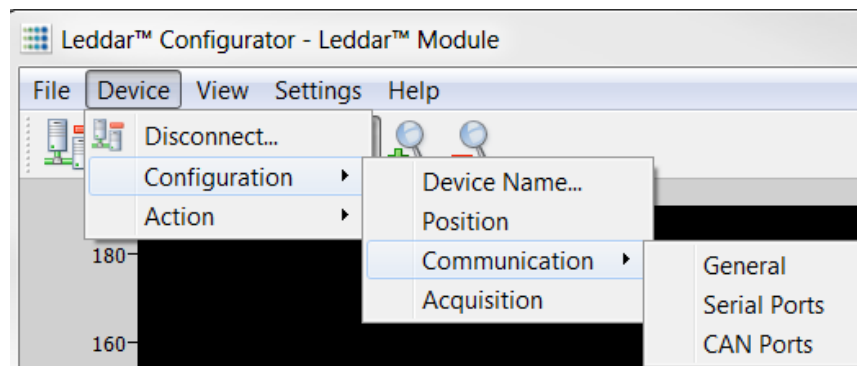 Leddar™ Configurator - Leddar™ Module
File Device View Settings Help
Disconnect...
Configuration
Device Name...
Action
Position
180
Communication
General
Acquisition
Serial Ports
160
CAN Ports